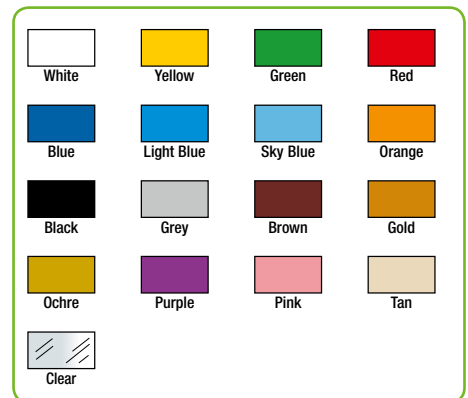 White Yellow Green Red
Blue Light Blue Sky Blue Orange
Black Grey Brown Gold
Ochre Purple Pink Tan
Clear